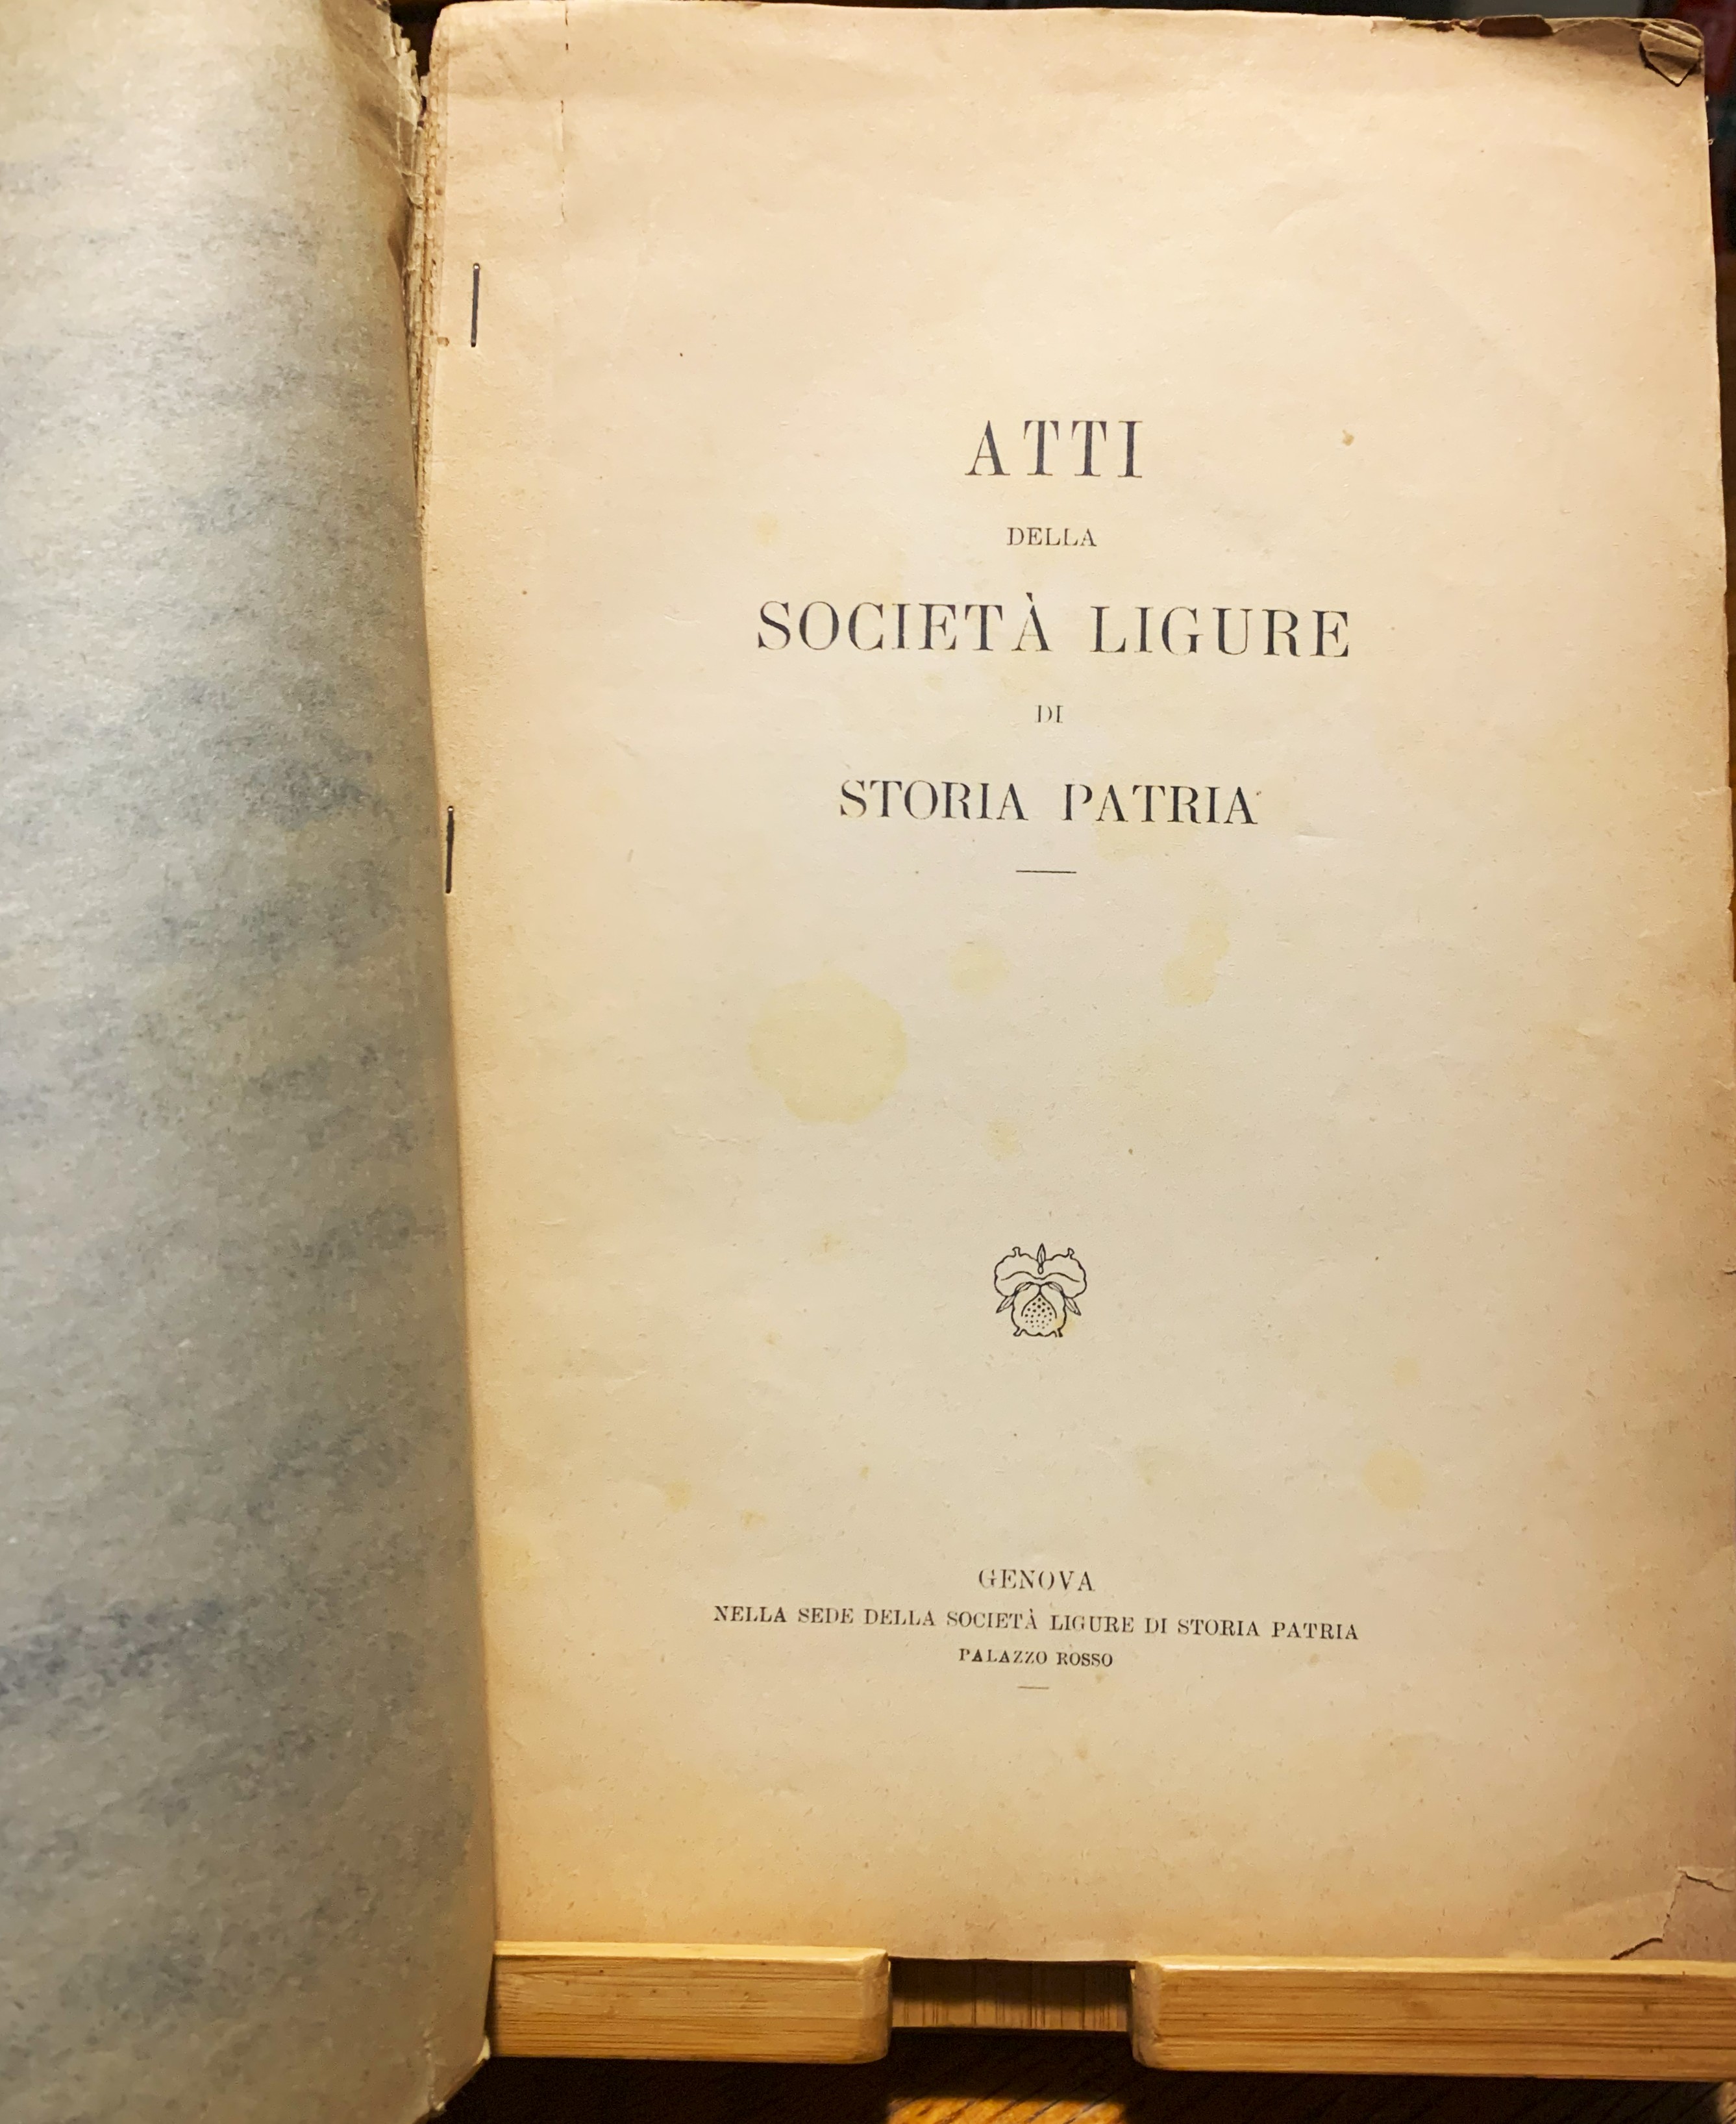 ATTI
DELLA
SOCIETÀ LIGURE
DI
STORIA PATRIA
GENOVA
NELLA SEDE DELLA SOCIETÀ LIGURE DI STORIA PATRIA
PALAZZO ROSSO